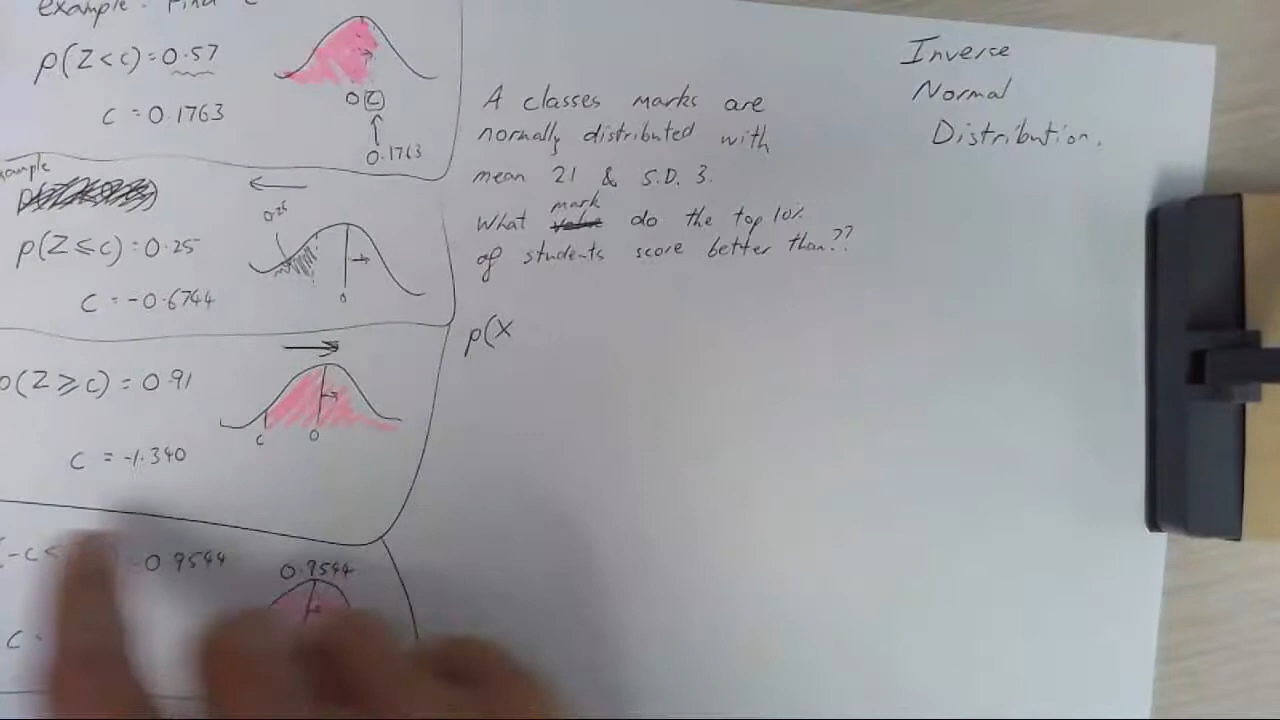 example. Find C
P(Z<c)=0.57
C = 0.1763
0 C
0.1763
P(Z≤c)=0.25
0.25
0
C = -0.6744
(Z≥c) = 0.91
c 0
C = -1.340
-c< 0.9544
0.9544
C
A classes marks are
normally distributed with
mean 21 & S.D. 3.
mark
What do the top 10%
of students score better than??
p(X
Inverse
Normal
Distribution.